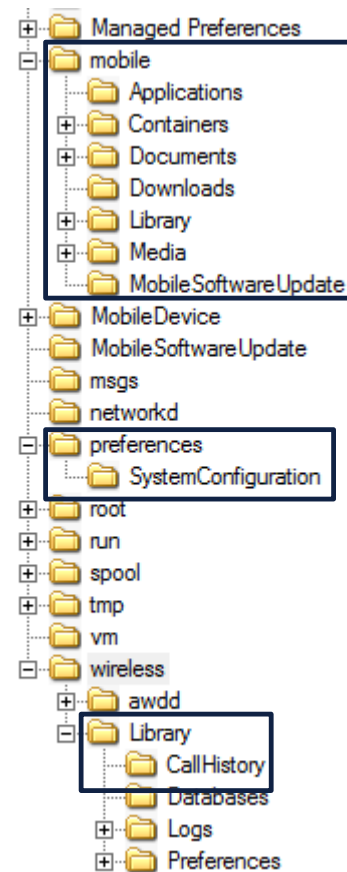 Managed Preferences
mobile
Applications
Containers
Documents
Downloads
Library
Media
MobileSoftwareUpdate
MobileDevice
MobileSoftwareUpdate
msgs
networkd
preferences
SystemConfiguration
root
run
spool
tmp
vm
wireless
awdd
Library
CallHistory
Databases
Logs
Preferences